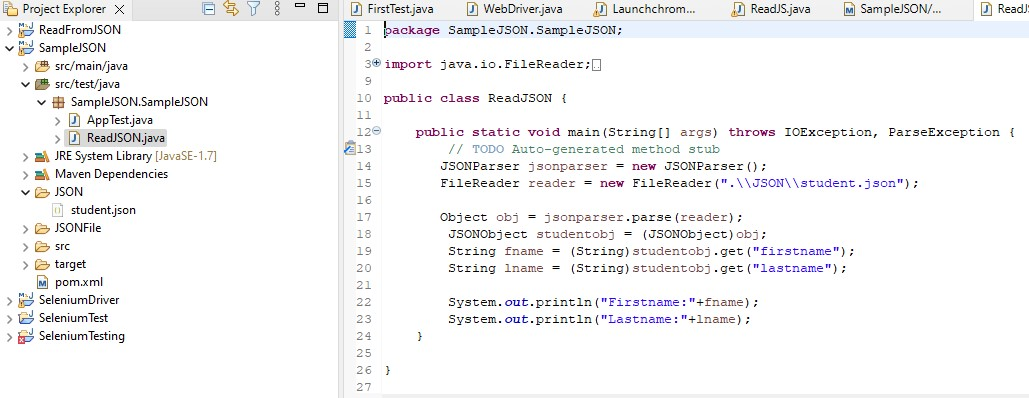 Project Explorer
ReadFromJSON
SampleJSON
src/main/java
src/test/java
SampleJSON.SampleJSON
AppTest.java
ReadJSON.java
JRE System Library [JavaSE-1.7]
Maven Dependencies
JSON
student.json
JSONFile
src
target
pom.xml
SeleniumDriver
SeleniumTest
SeleniumTesting
FirstTest.java WebDriver.java Launchchrom... ReadJS.java SampleJSON/... ReadJS
1 package SampleJSON.SampleJSON;
2
3 import java.io.FileReader;
9
10 public class ReadJSON {
11
12 public static void main(String[] args) throws IOException, ParseException {
13 // TODO Auto-generated method stub
14 JSONParser jsonparser = new JSONParser();
15 FileReader reader = new FileReader(".\\JSON\\student.json");
16
17 Object obj = jsonparser.parse(reader);
18 JSONObject studentobj = (JSONObject)obj;
19 String fname = (String)studentobj.get("firstname");
20 String lname = (String)studentobj.get("lastname");
21
22 System.out.println("Firstname:"+fname);
23 System.out.println("Lastname:"+lname);
24 }
25
26 }
27